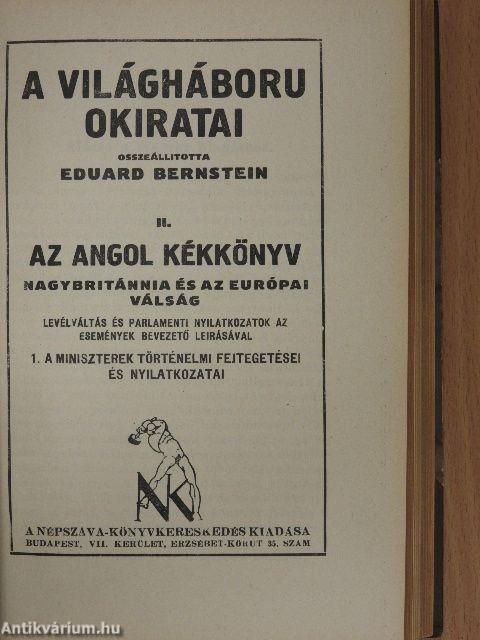 A VILÁGHÁBORU
OKIRATAI
ÖSSZEÁLLITOTTA
EDUARD BERNSTEIN
II.
AZ ANGOL KÉKKÖNYV
NAGYBRITÁNNIA ÉS AZ EURÓPAI
VÁLSÁG
LEVÉLVÁLTÁS ÉS PARLAMENTI NYILATKOZATOK AZ
ESEMÉNYEK BEVEZETŐ LEIRÁSÁVAL
1. A MINISZTEREK TÖRTÉNELMI FEJTEGETÉSEI
ÉS NYILATKOZATAI
NK
A NÉPSZAVA-KÖNYVKERESKEDÉS KIADÁSA
BUDAPEST, VII. KERÜLET, ERZSÉBET-KÖRUT 35. SZÁM
Antikvárium.hu